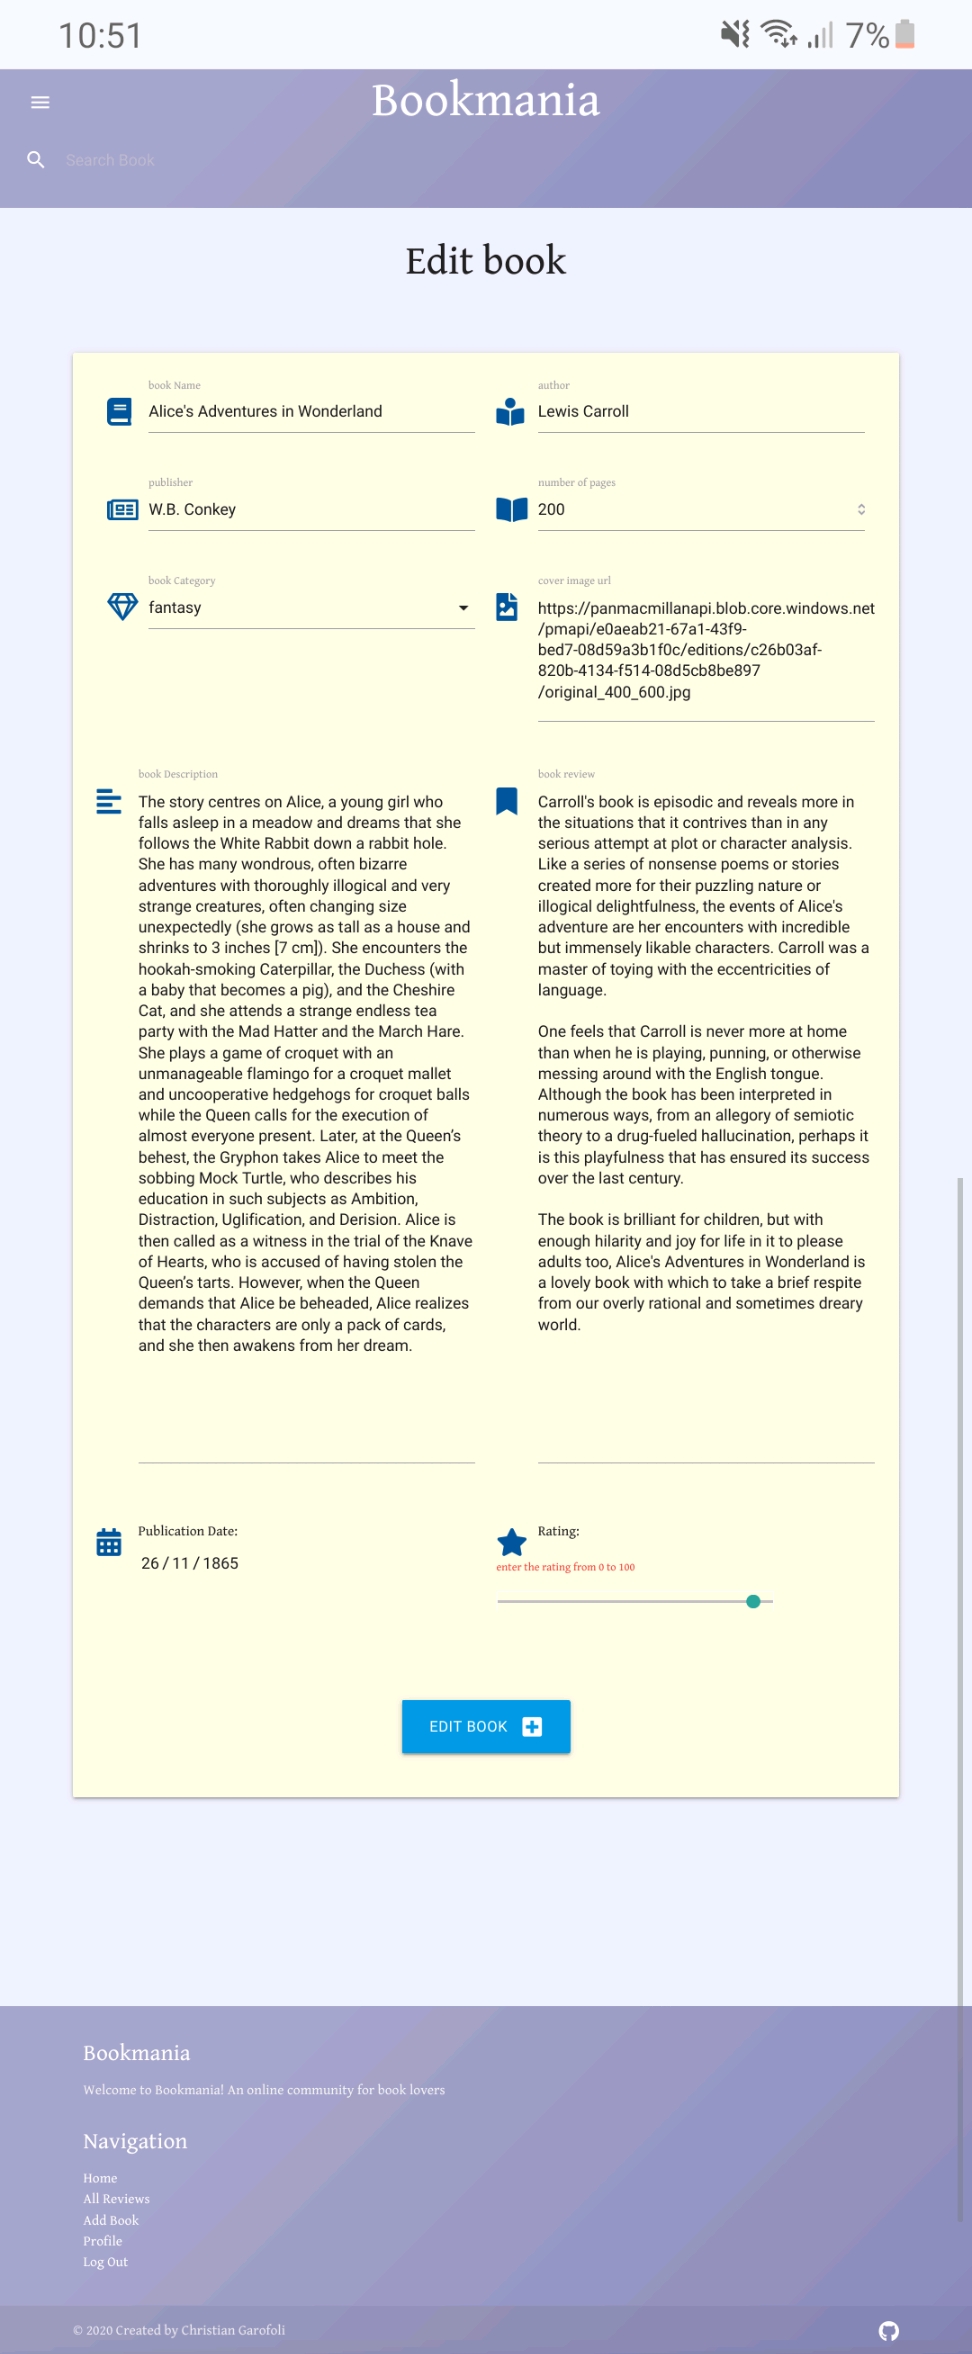 10:51
7%
Bookmania
Search Book
Edit book
book Name
Alice's Adventures in Wonderland
author
Lewis Carroll
publisher
W.B. Conkey
number of pages
200
book Category
fantasy
cover image url
https://panmacmillanapi.blob.core.windows.net
/pmapi/e0aeab21-67a1-43f9-
bed7-08d59a3b1f0c/editions/c26b03af-
820b-4134-f514-08d5cb8be897
/original_400_600.jpg
book Description
The story centres on Alice, a young girl who
falls asleep in a meadow and dreams that she
follows the White Rabbit down a rabbit hole.
She has many wondrous, often bizarre
adventures with thoroughly illogical and very
strange creatures, often changing size
unexpectedly (she grows as tall as a house and
shrinks to 3 inches [7 cm]). She encounters the
hookah-smoking Caterpillar, the Duchess (with
a baby that becomes a pig), and the Cheshire
Cat, and she attends a strange endless tea
party with the Mad Hatter and the March Hare.
She plays a game of croquet with an
unmanageable flamingo for a croquet mallet
and uncooperative hedgehogs for croquet balls
while the Queen calls for the execution of
almost everyone present. Later, at the Queen’s
behest, the Gryphon takes Alice to meet the
sobbing Mock Turtle, who describes his
education in such subjects as Ambition,
Distraction, Uglification, and Derision. Alice is
then called as a witness in the trial of the Knave
of Hearts, who is accused of having stolen the
Queen’s tarts. However, when the Queen
demands that Alice be beheaded, Alice realizes
that the characters are only a pack of cards,
and she then awakens from her dream.
book review
Carroll's book is episodic and reveals more in
the situations that it contrives than in any
serious attempt at plot or character analysis.
Like a series of nonsense poems or stories
created more for their puzzling nature or
illogical delightfulness, the events of Alice's
adventure are her encounters with incredible
but immensely likable characters. Carroll was a
master of toying with the eccentricities of
language.
One feels that Carroll is never more at home
than when he is playing, punning, or otherwise
messing around with the English tongue.
Although the book has been interpreted in
numerous ways, from an allegory of semiotic
theory to a drug-fueled hallucination, perhaps it
is this playfulness that has ensured its success
over the last century.
The book is brilliant for children, but with
enough hilarity and joy for life in it to please
adults too, Alice's Adventures in Wonderland is
a lovely book with which to take a brief respite
from our overly rational and sometimes dreary
world.
Publication Date:
26 / 11 / 1865
Rating:
enter the rating from 0 to 100
EDIT BOOK
Bookmania
Welcome to Bookmania! An online community for book lovers
Navigation
Home
All Reviews
Add Book
Profile
Log Out
© 2020 Created by Christian Garofoli